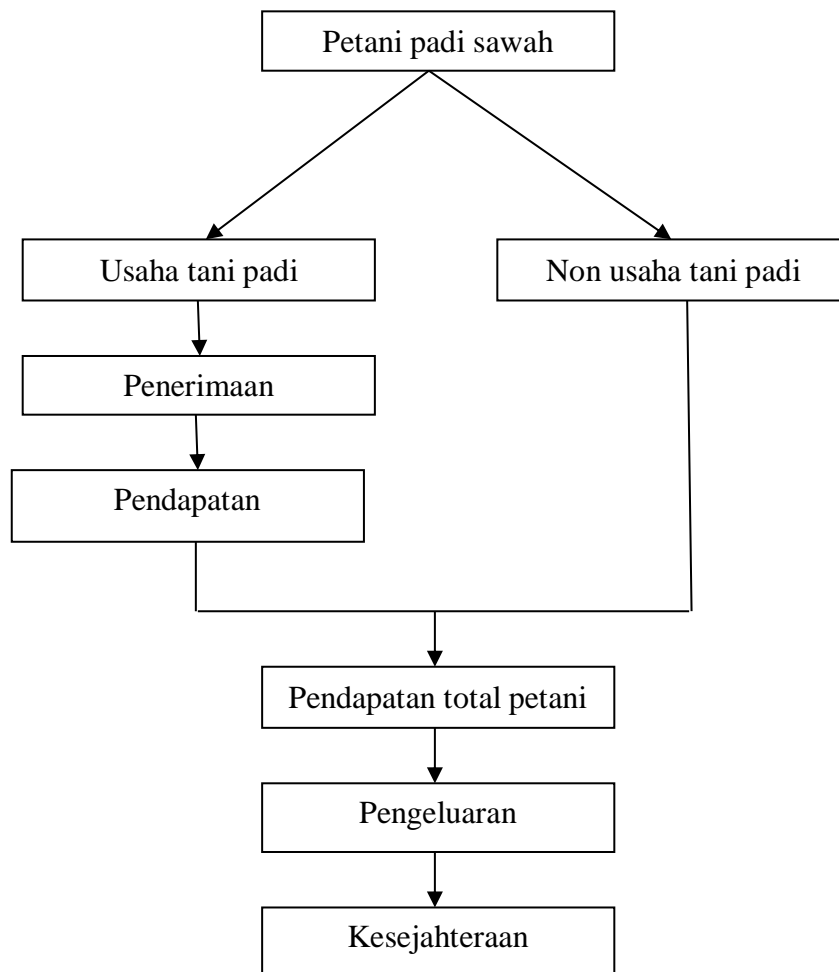 Petani padi sawah
Usaha tani padi
Non usaha tani padi
Penerimaan
Pendapatan
Pendapatan total petani
Pengeluaran
Kesejahteraan